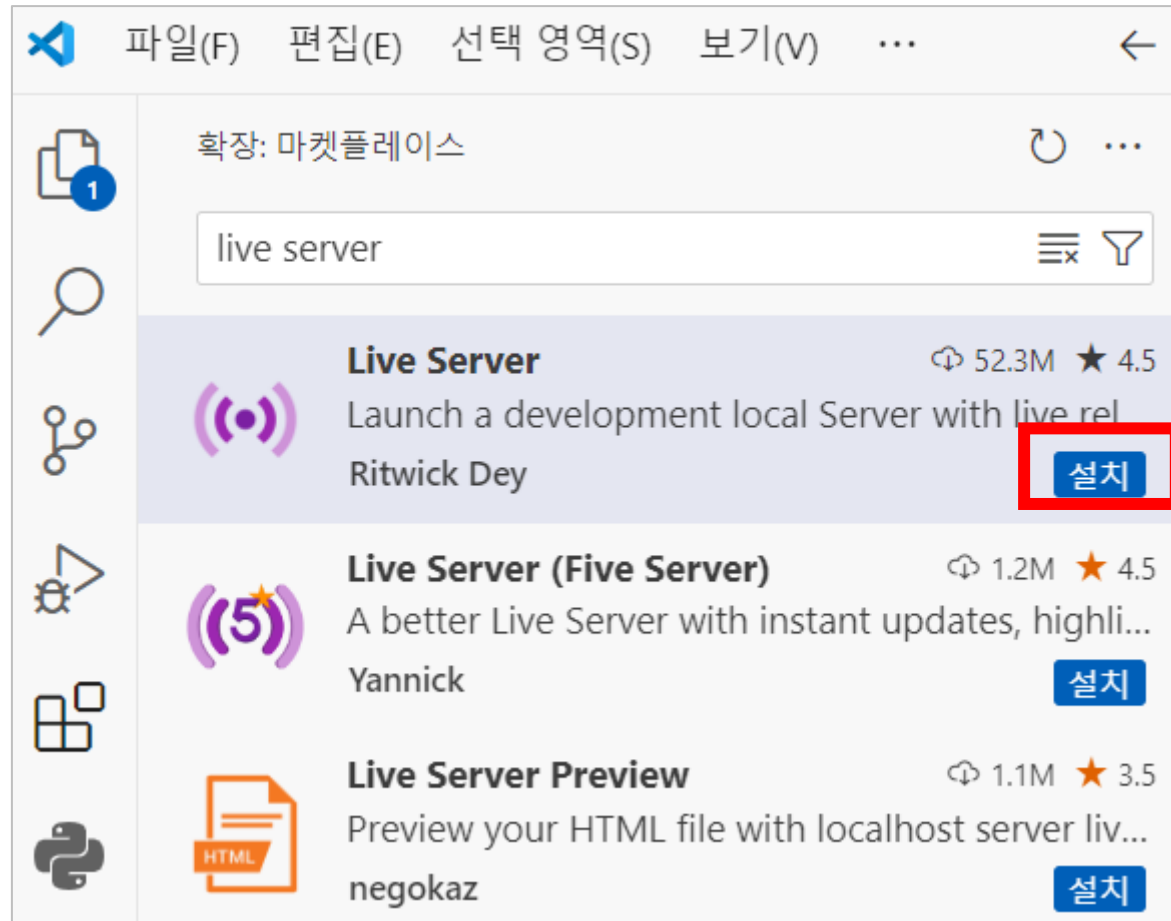 파일(F) 편집(E) 선택 영역(S) 보기(V) ...
확장: 마켓플레이스
1
live server
Live Server 52.3M ★ 4.5
Launch a development local Server with live rel
Ritwick Dey 설치
Live Server (Five Server) 1.2M ★ 4.5
5
A better Live Server with instant updates, highli...
Yannick 설치
Live Server Preview 1.1M ★ 3.5
Preview your HTML file with localhost server liv...
HTML
negokaz 설치